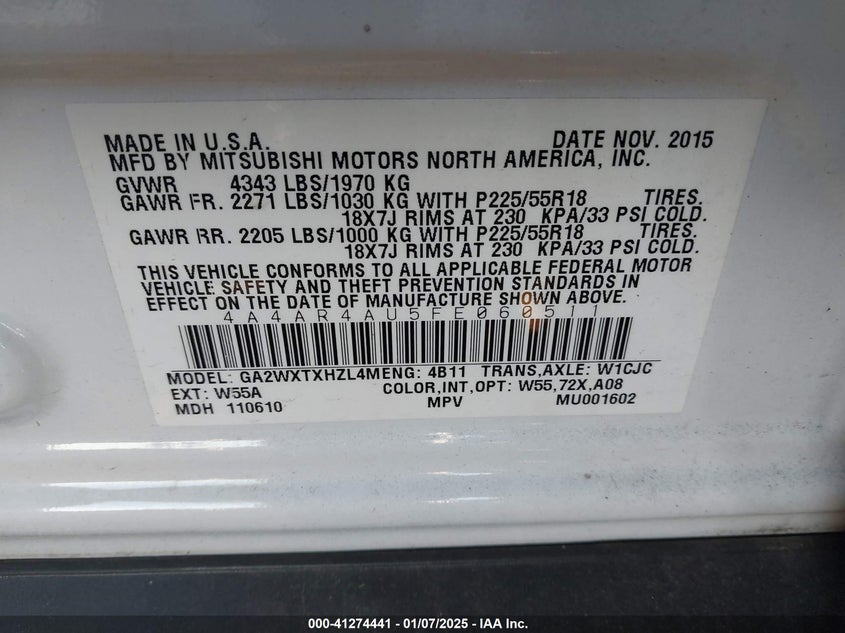 MADE IN U.S.A. DATE NOV. 2015
MFD BY MITSUBISHI MOTORS NORTH AMERICA, INC.
GVWR 4343 LBS/1970 KG
GAWR FR. 2271 LBS/1030 KG WITH P225/55R18 TIRES.
18X7J RIMS AT 230 KPA/33 PSI COLD.
GAWR RR. 2205 LBS/1000 KG WITH P225/55R18 TIRES.
18X7J RIMS AT 230 KPA/33 PSI COLD.
THIS VEHICLE CONFORMS TO ALL APPLICABLE FEDERAL MOTOR
VEHICLE SAFETY AND THEFT PREVENTION STANDARDS IN
EFFECT ON THE DATE OF MANUFACTURE SHOWN ABOVE.
4A4AR4AU5FE060511
MODEL: GA2WXTXHZL4MENG: 4B11 TRANS,AXLE: W1CJC
EXT: W55A COLOR,INT,OPT: W55,72X,A08
MDH 110610 MPV MU001602
000-41274441 - 01/07/2025 - IAA Inc.